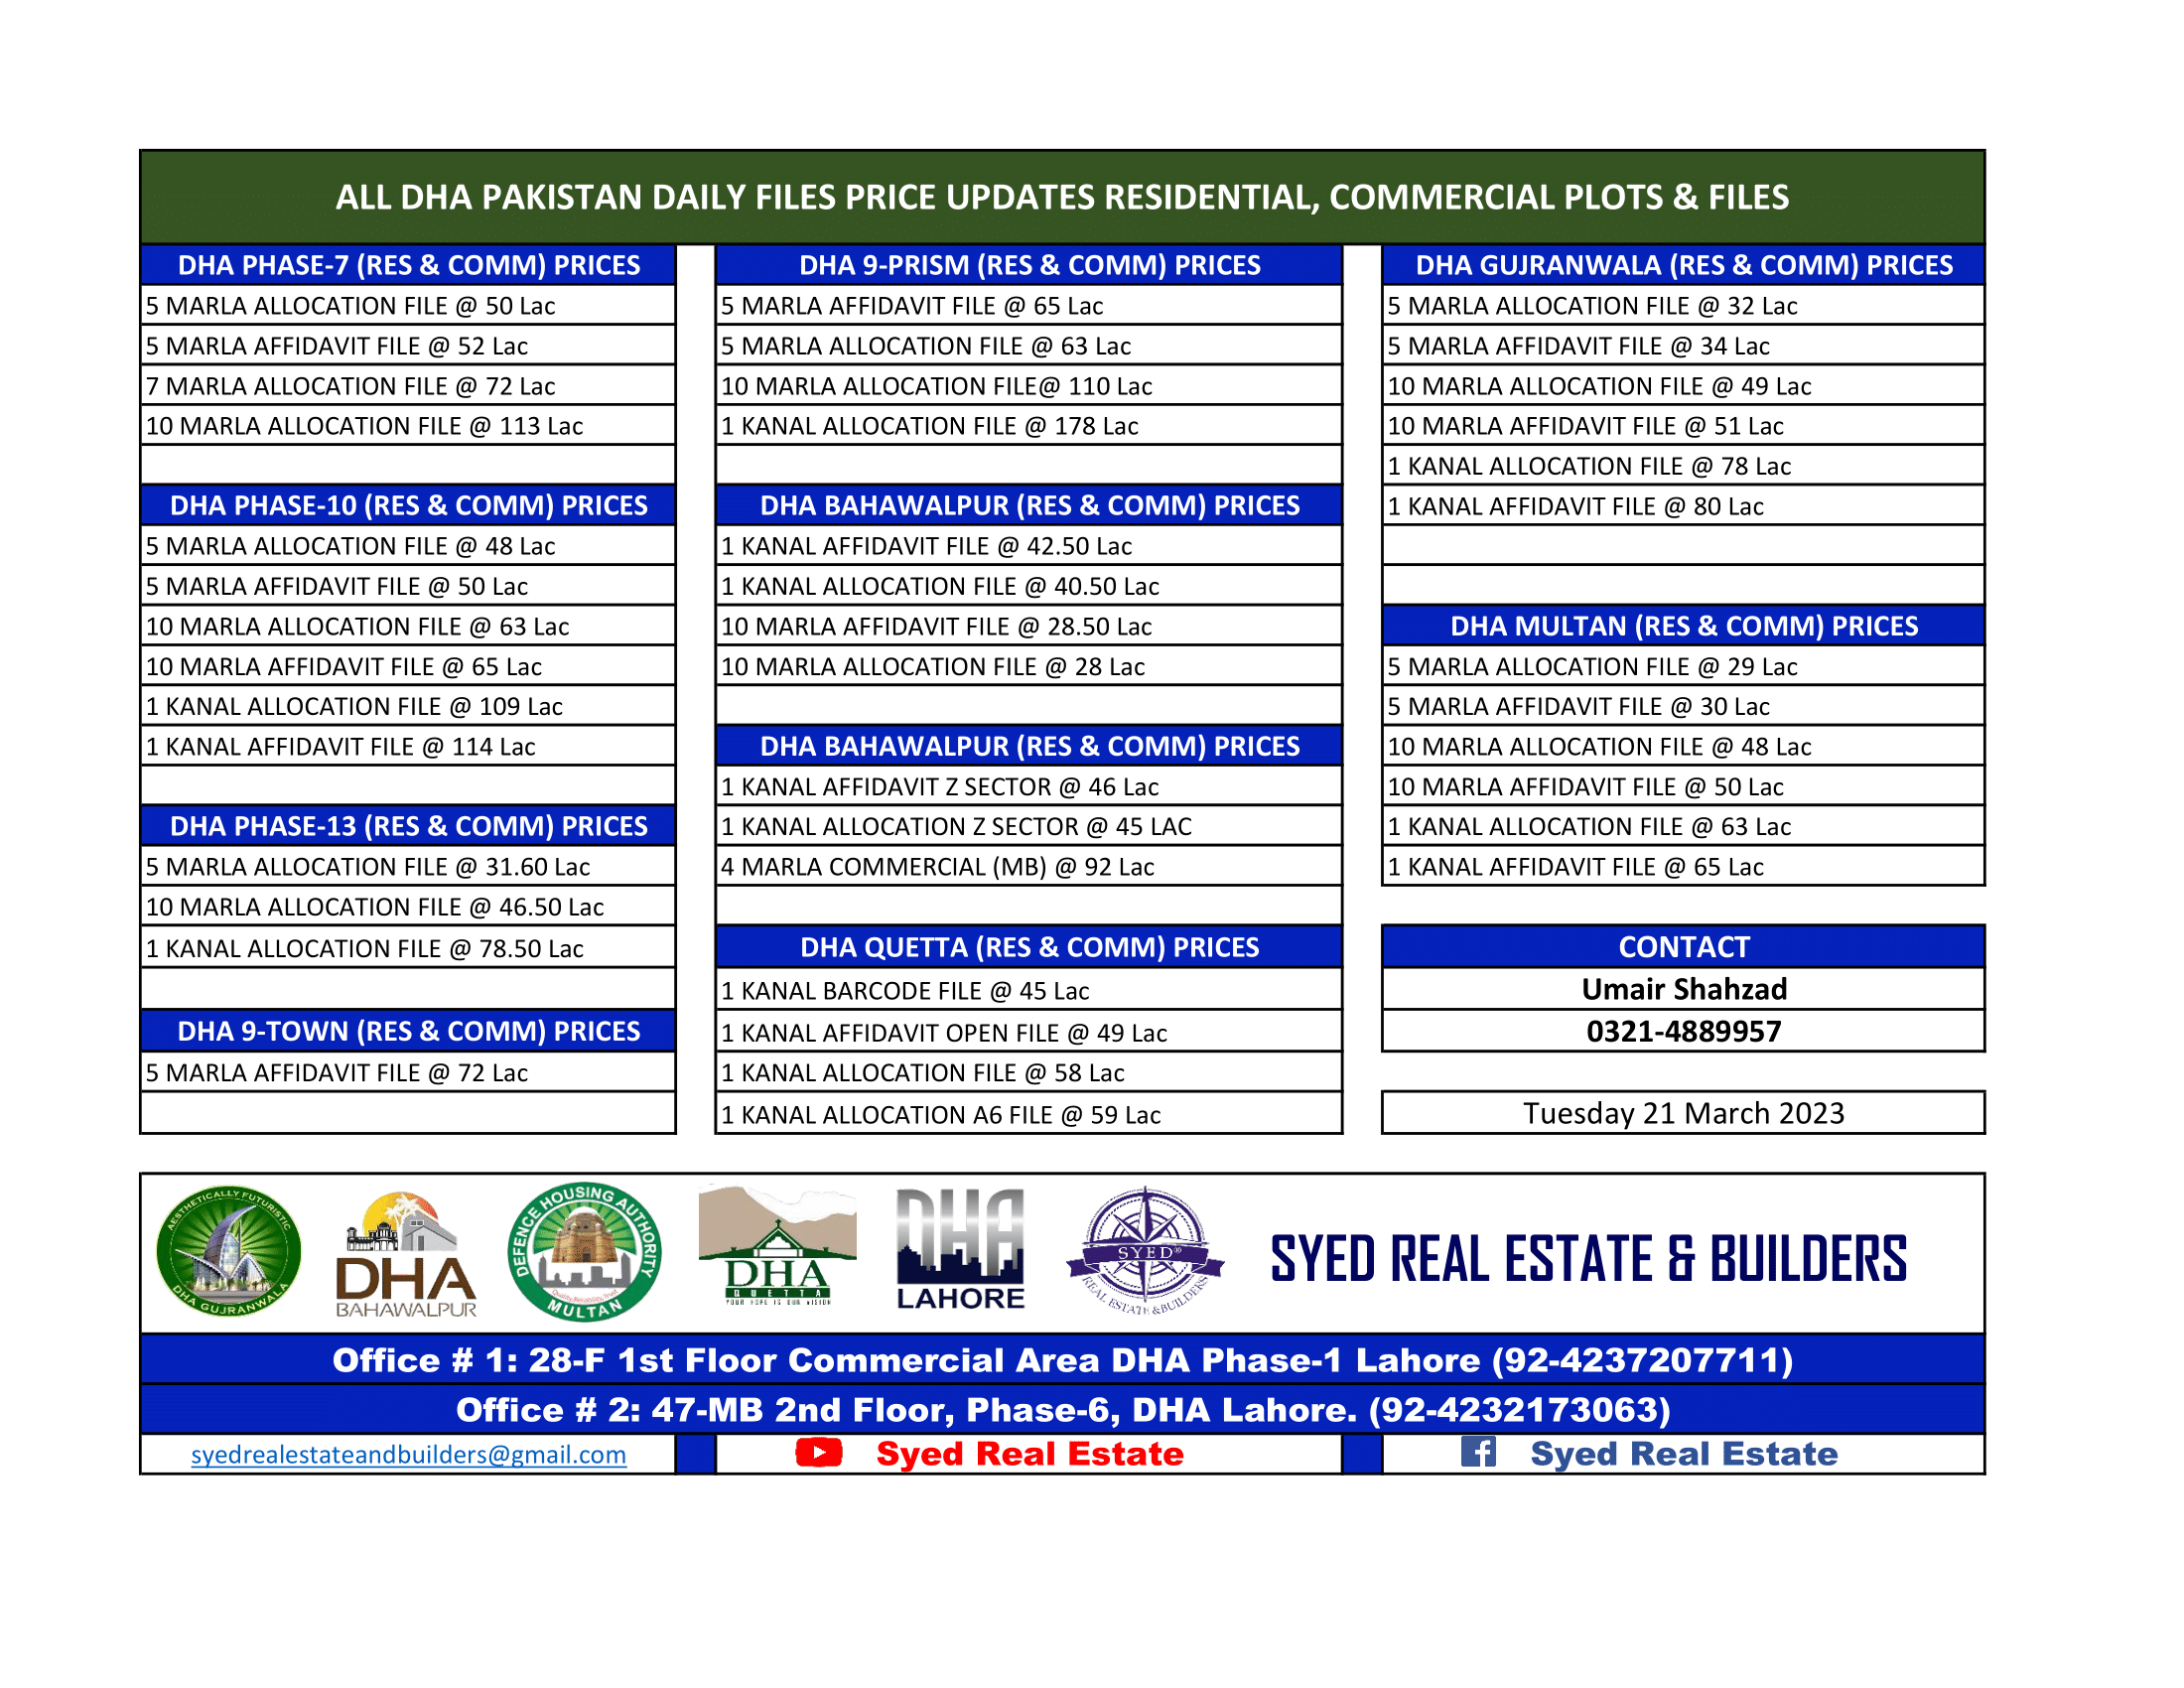 ALL DHA PAKISTAN DAILY FILES PRICE UPDATES RESIDENTIAL, COMMERCIAL PLOTS & FILES
DHA PHASE-7 (RES & COMM) PRICES
5 MARLA ALLOCATION FILE @ 50 Lac
5 MARLA AFFIDAVIT FILE @ 52 Lac
7 MARLA ALLOCATION FILE @ 72 Lac
10 MARLA ALLOCATION FILE @ 113 Lac
DHA PHASE-10 (RES & COMM) PRICES
5 MARLA ALLOCATION FILE @ 48 Lac
5 MARLA AFFIDAVIT FILE @ 50 Lac
10 MARLA ALLOCATION FILE @ 63 Lac
10 MARLA AFFIDAVIT FILE @ 65 Lac
1 KANAL ALLOCATION FILE @ 109 Lac
1 KANAL AFFIDAVIT FILE @ 114 Lac
DHA PHASE-13 (RES & COMM) PRICES
5 MARLA ALLOCATION FILE @ 31.60 Lac
10 MARLA ALLOCATION FILE @ 46.50 Lac
1 KANAL ALLOCATION FILE @ 78.50 Lac
DHA 9-TOWN (RES & COMM) PRICES
5 MARLA AFFIDAVIT FILE @ 72 Lac
DHA 9-PRISM (RES & COMM) PRICES
5 MARLA AFFIDAVIT FILE @ 65 Lac
5 MARLA ALLOCATION FILE @ 63 Lac
10 MARLA ALLOCATION FILE@ 110 Lac
1 KANAL ALLOCATION FILE @ 178 Lac
DHA BAHAWALPUR (RES & COMM) PRICES
1 KANAL AFFIDAVIT FILE @ 42.50 Lac
1 KANAL ALLOCATION FILE @ 40.50 Lac
10 MARLA AFFIDAVIT FILE @ 28.50 Lac
10 MARLA ALLOCATION FILE @ 28 Lac
DHA BAHAWALPUR (RES & COMM) PRICES
1 KANAL AFFIDAVIT Z SECTOR @ 46 Lac
1 KANAL ALLOCATION Z SECTOR @ 45 LAC
4 MARLA COMMERCIAL (MB) @ 92 Lac
DHA QUETTA (RES & COMM) PRICES
1 KANAL BARCODE FILE @ 45 Lac
1 KANAL AFFIDAVIT OPEN FILE @ 49 Lac
1 KANAL ALLOCATION FILE @ 58 Lac
1 KANAL ALLOCATION A6 FILE @ 59 Lac
DHA GUJRANWALA (RES & COMM) PRICES
5 MARLA ALLOCATION FILE @ 32 Lac
5 MARLA AFFIDAVIT FILE @ 34 Lac
10 MARLA ALLOCATION FILE @ 49 Lac
10 MARLA AFFIDAVIT FILE @ 51 Lac
1 KANAL ALLOCATION FILE @ 78 Lac
1 KANAL AFFIDAVIT FILE @ 80 Lac
DHA MULTAN (RES & COMM) PRICES
5 MARLA ALLOCATION FILE @ 29 Lac
5 MARLA AFFIDAVIT FILE @ 30 Lac
10 MARLA ALLOCATION FILE @ 48 Lac
10 MARLA AFFIDAVIT FILE @ 50 Lac
1 KANAL ALLOCATION FILE @ 63 Lac
1 KANAL AFFIDAVIT FILE @ 65 Lac
CONTACT
Umair Shahzad
0321-4889957
Tuesday 21 March 2023
AESTHETICALLY FUTURISTIC
DHA GUJRANWALA
DHA
BAHAWALPUR
DEFENCE HOUSING AUTHORITY
MULTAN
DHA
QUETTA
YOUR HOPE IS OUR VISION
DHA
LAHORE
SYED®
REAL ESTATE & BUILDERS
SYED REAL ESTATE & BUILDERS
Office # 1: 28-F 1st Floor Commercial Area DHA Phase-1 Lahore (92-4237207711)
Office # 2: 47-MB 2nd Floor, Phase-6, DHA Lahore. (92-4232173063)
syedrealestateandbuilders@gmail.com
Syed Real Estate
Syed Real Estate